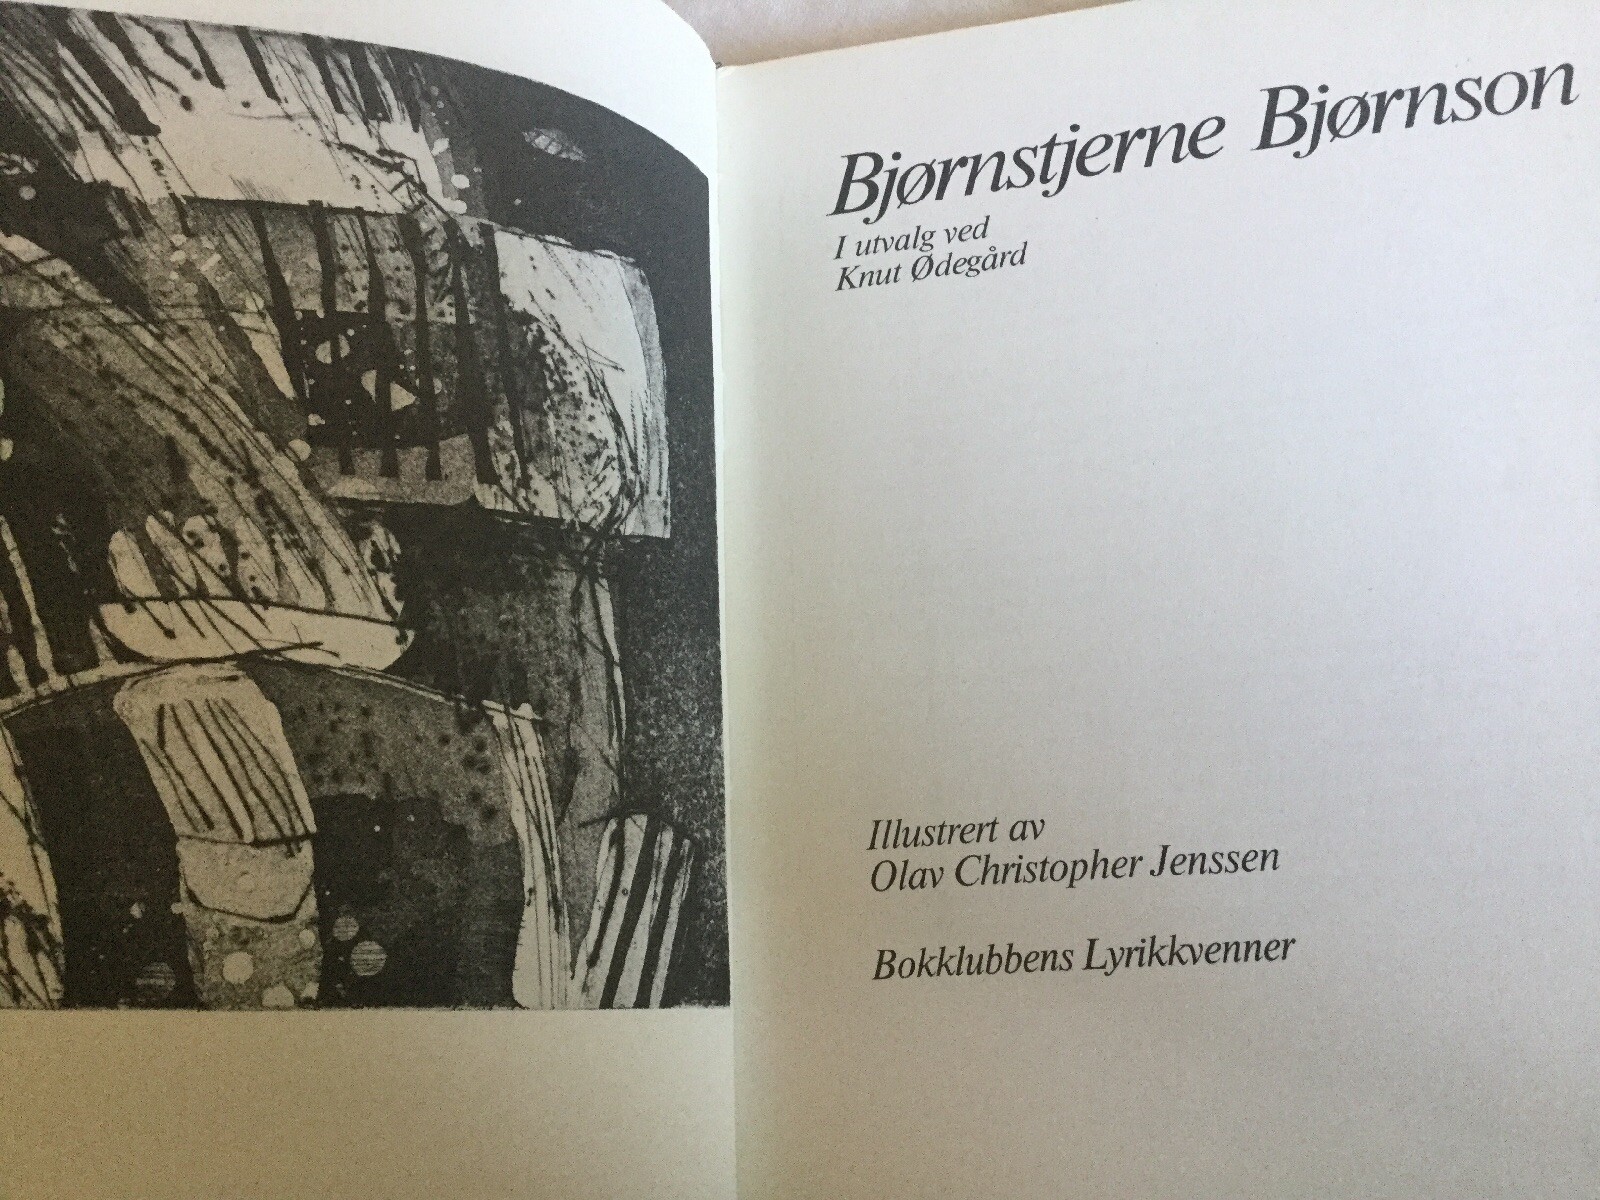 Bjørnstjerne Bjørnson
I utvalg ved
Knut Ødegård
Illustrert av
Olav Christopher Jenssen
Bokklubbens Lyrikkvenner